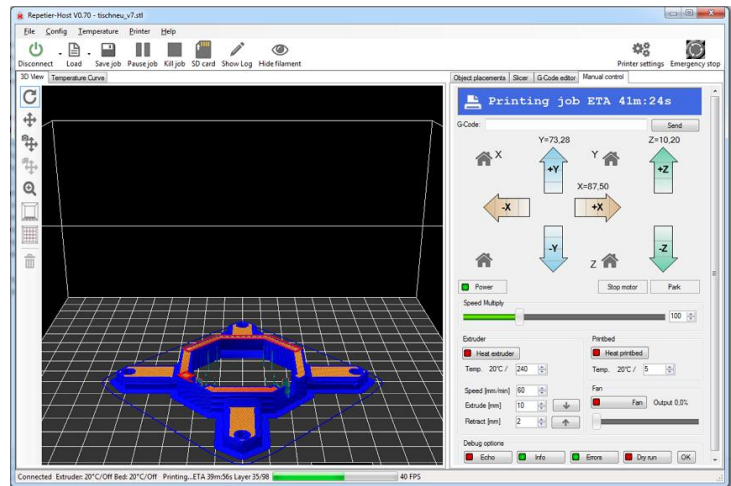 Repetier-Host V0.70 - tischneu_v7.stl
File Config Temperature Printer Help
Disconnect Load Save job Pause job Kill job SD card Show Log Hide filament Printer settings Emergency stop
3D View Temperature Curve
Object placements Slicer G-Code editor Manual control
Printing job ETA 41m:24s
G-Code: Send
Y=73,28 Z=10,20
X Y
+Y +Z
X=87,50
-X +X
-Y -Z
Z
Power Stop motor Park
Speed Multiply
100
Extruder Printbed
Heat extruder Heat printbed
Temp. 20°C / 240 Temp. 20°C / 5
Speed [mm/min] 60 Fan
Extrude [mm] 10 Fan Output 0,0%
Retract [mm] 2
Debug options
Echo Info Errors Dry run OK
Connected Extruder: 20°C/Off Bed: 20°C/Off Printing...ETA 39m:56s Layer 35/98 40 FPS